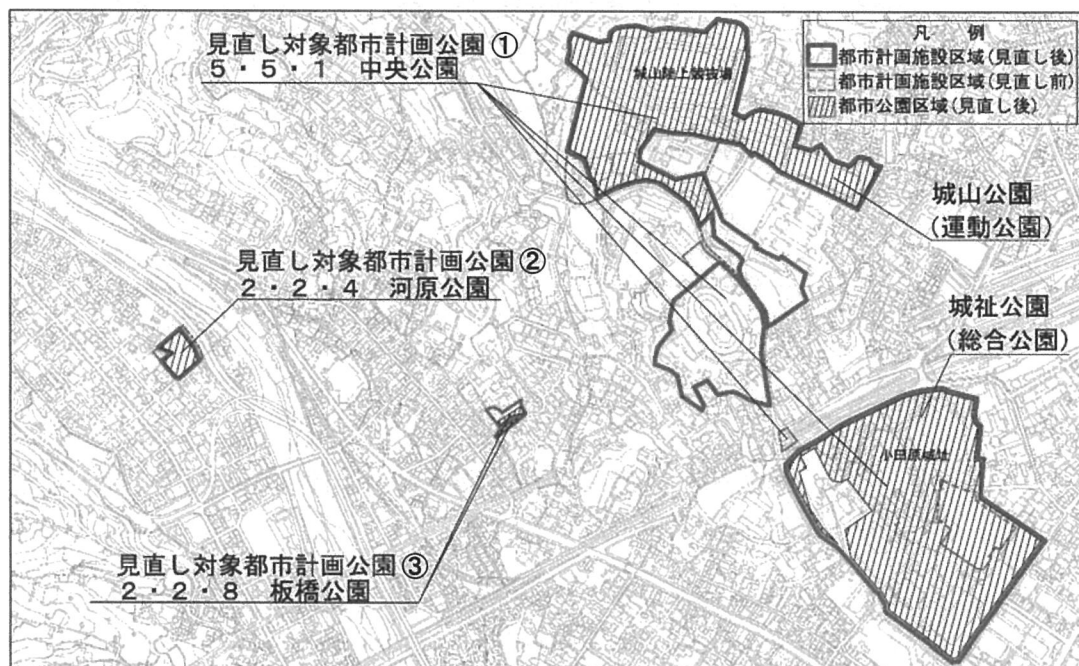 見直し対象都市計画公園①
5・5・1　中央公園
城山陸上競技場
凡　例
都市計画施設区域(見直し後)
都市計画施設区域(見直し前)
都市公園区域(見直し後)
城山公園
(運動公園)
見直し対象都市計画公園②
2・2・4　河原公園
城祉公園
(総合公園)
小田原城址
見直し対象都市計画公園③
2・2・8　板橋公園